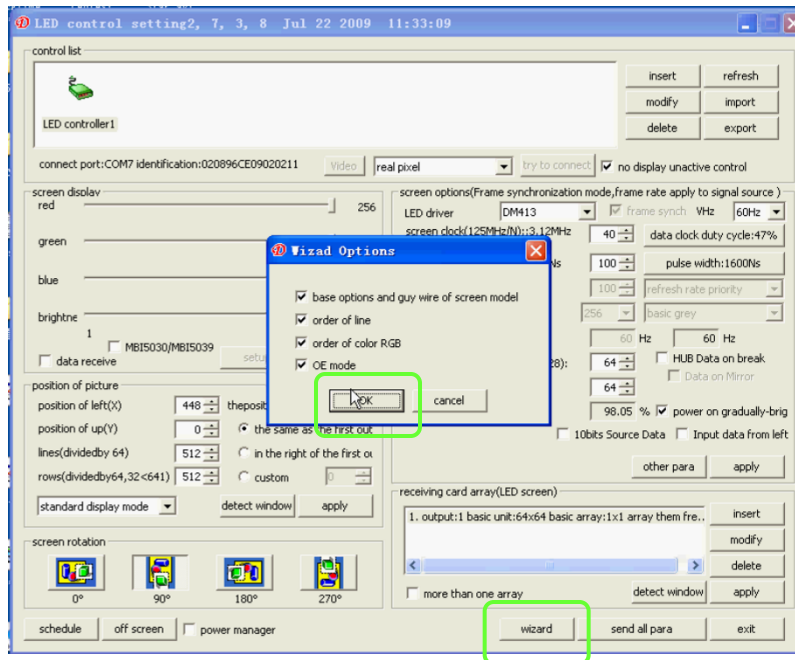 LED control setting2, 7, 3, 8 Jul 22 2009 11:33:09
control list
LED controller1
insert refresh
modify import
delete export
connect port:COM7 identification:020896CE09020211 Video real pixel try to connect no display unactive control
screen display
red 256
green
blue
brightne
1
MBI5030/MBI5039
data receive setu
screen options(Frame synchronization mode,frame rate apply to signal source )
LED driver DM413 frame synch VHz 60Hz
screen clock(125MHz/N)::3.12MHz 40 data clock duty cycle:47%
Ns 100 pulse width:1600Ns
100 refresh rate priority
256 basic grey
60 Hz 60 Hz
28): 64 HUB Data on break
64 Data on Mirror
98.05 % power on gradually-brig
10bits Source Data Input data from left
other para apply
Wizad Options
base options and guy wire of screen model
order of line
order of color RGB
OE mode
OK cancel
position of picture
position of left(X) 448 theposit
position of up(Y) 0 the same as the first out
lines(dividedby 64) 512 in the right of the first ou
rows(dividedby64,32<641) 512 custom 0
standard display mode detect window apply
receiving card array(LED screen)
1. output:1 basic unit:64x64 basic array:1x1 array them fre..
insert
modify
delete
more than one array detect window apply
screen rotation
0° 90° 180° 270°
schedule off screen power manager wizard send all para exit